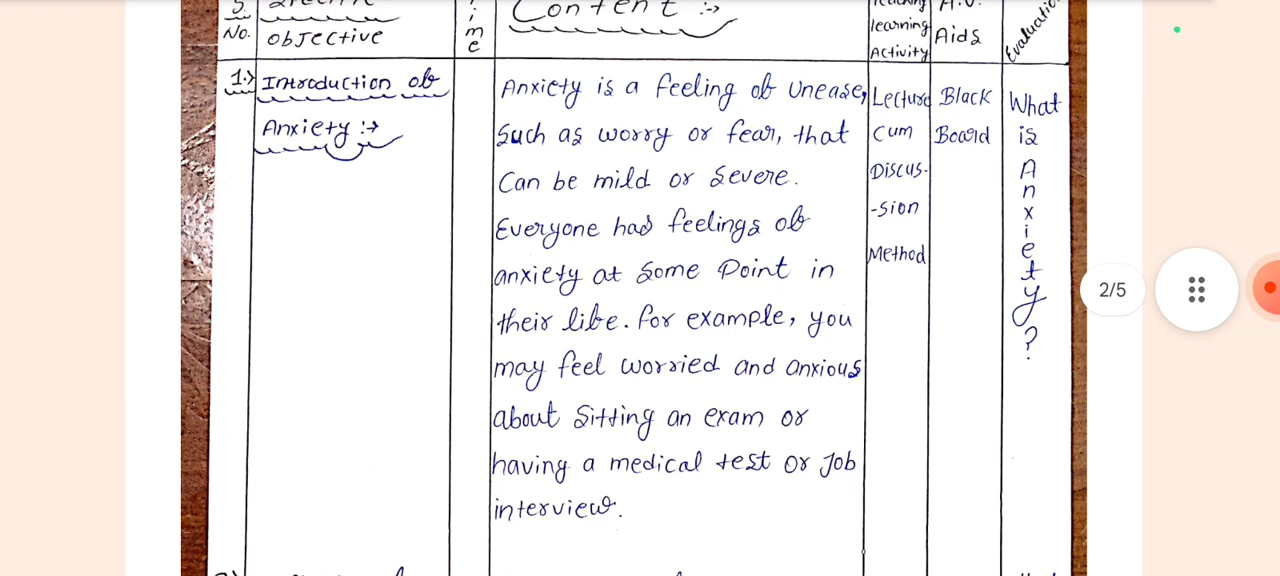 S.
No.
objective
i
m
e
Content :->
learning
Activity
A.V.
Aids
Evaluation
1.> Introduction of
Anxiety :->
Anxiety is a feeling of unease,
Such as worry or fear, that
Can be mild or Severe.
Everyone has feelings of
anxiety at Some Point in
their life. for example, you
may feel worried and anxious
about Sitting an exam or
having a medical test or Job
interview.
Lecture
Cum
Discus-
-sion
Method
Black
Board
What
is
A
n
x
i
e
t
y
?
2/5